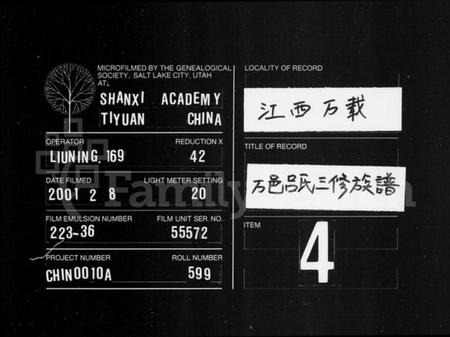 MICROFILMED BY THE GENEALOGICAL
SOCIETY, SALT LAKE CITY, UTAH
AT:
SHANXI ACADEMY
TIYUAN CHINA
OPERATOR
REDUCTION X
LIUNING, 169
42
DATE FILMED
LIGHT METER SETTING
2001 2 8
20
FILM EMULSION NUMBER
FILM UNIT SER. NO.
223-36
55572
PROJECT NUMBER
ROLL NUMBER
CHIN0010A
599
LOCALITY OF RECORD
江西万载
TITLE OF RECORD
万邑吕氏三修族譜
ITEM
4